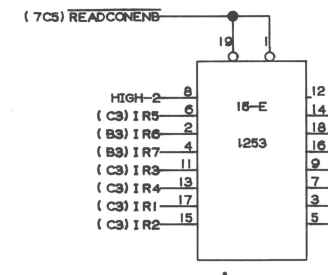 (7C5) READCONENB
19 1
HIGH-2 8 12
(C3) IR5 6 15-E 14
(B3) IR6 2 18
(B3) IR7 4 1253 16
(C3) IR3 11 9
(C3) IR4 13 7
(C3) IR1 17 3
(C3) IR2 15 5